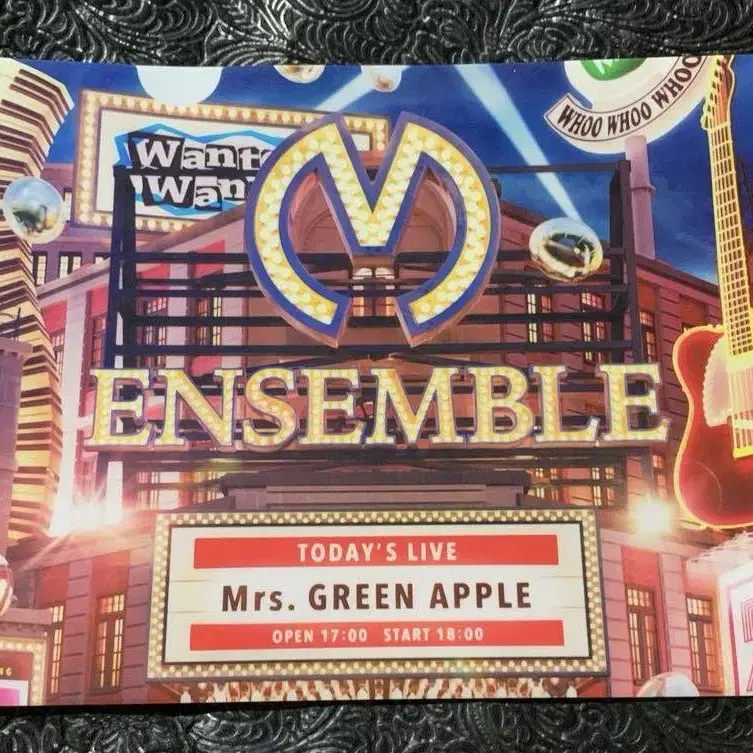 WHOO WHOO WHOO
M
ENSEMBLE
TODAY'S LIVE
Mrs. GREEN APPLE
OPEN 17:00 START 18:00